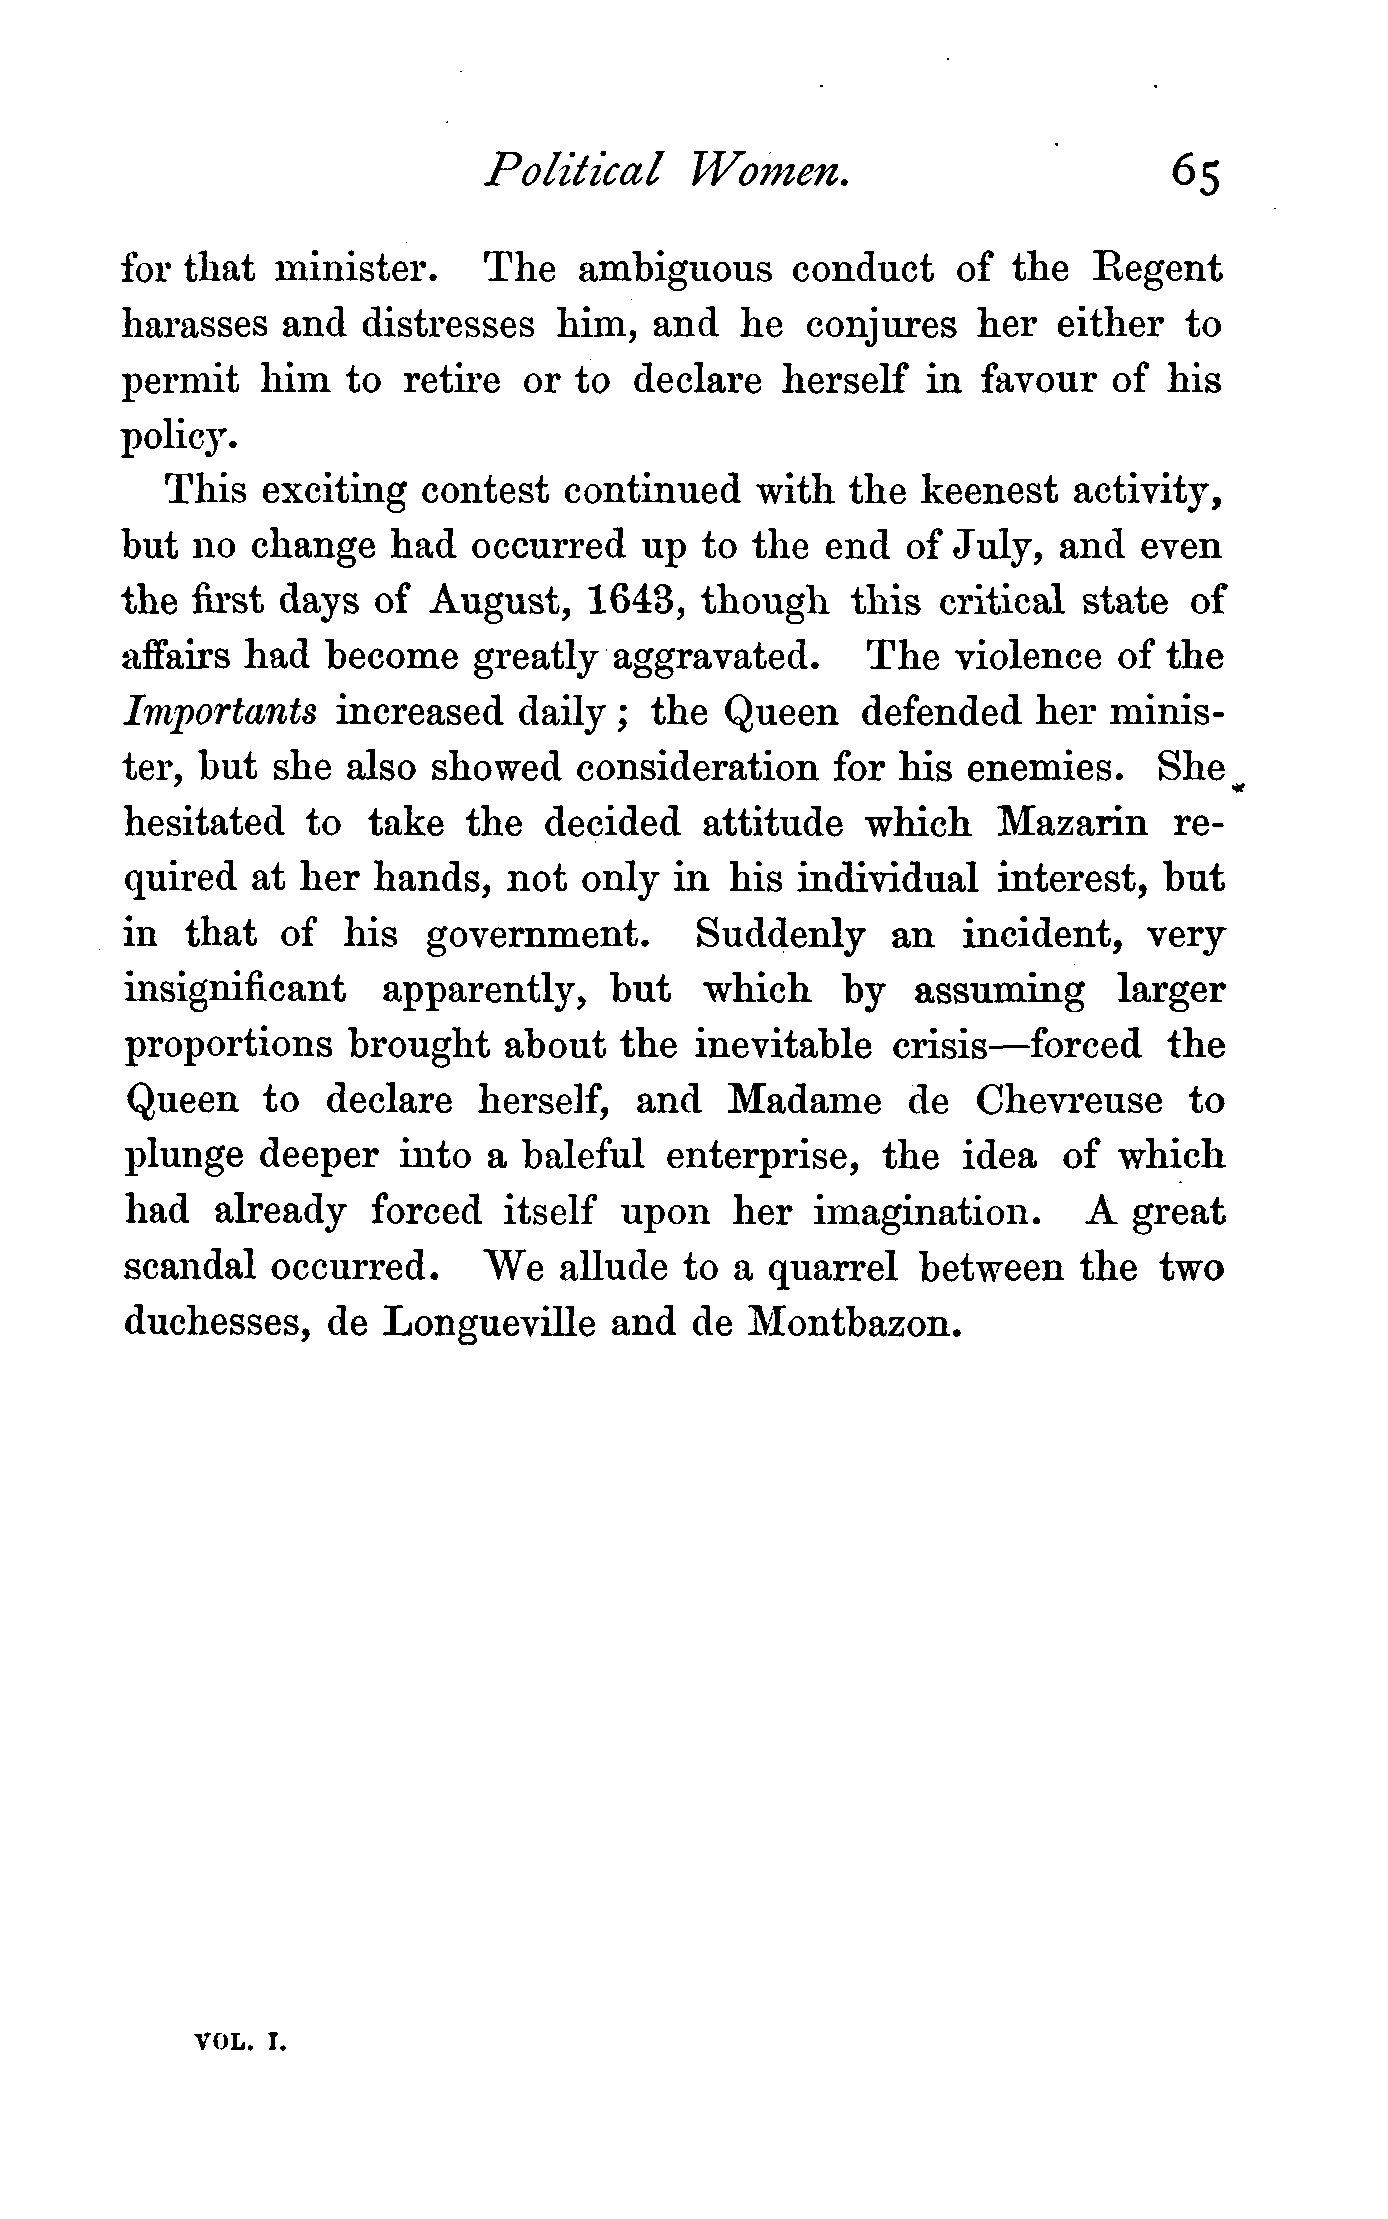 Political Women. 65
for that minister. The ambiguous conduct of the Regent
harasses and distresses him, and he conjures her either to
permit him to retire or to declare herself in favour of his
policy.
This exciting contest continued with the keenest activity,
but no change had occurred up to the end of July, and even
the first days of August, 1643, though this critical state of
affairs had become greatly aggravated. The violence of the
Importants increased daily ; the Queen defended her minis-
ter, but she also showed consideration for his enemies. She
hesitated to take the decided attitude which Mazarin re-
quired at her hands, not only in his individual interest, but
in that of his government. Suddenly an incident, very
insignificant apparently, but which by assuming larger
proportions brought about the inevitable crisis—forced the
Queen to declare herself, and Madame de Chevreuse to
plunge deeper into a baleful enterprise, the idea of which
had already forced itself upon her imagination. A great
scandal occurred. We allude to a quarrel between the two
duchesses, de Longueville and de Montbazon.
VOL. I.